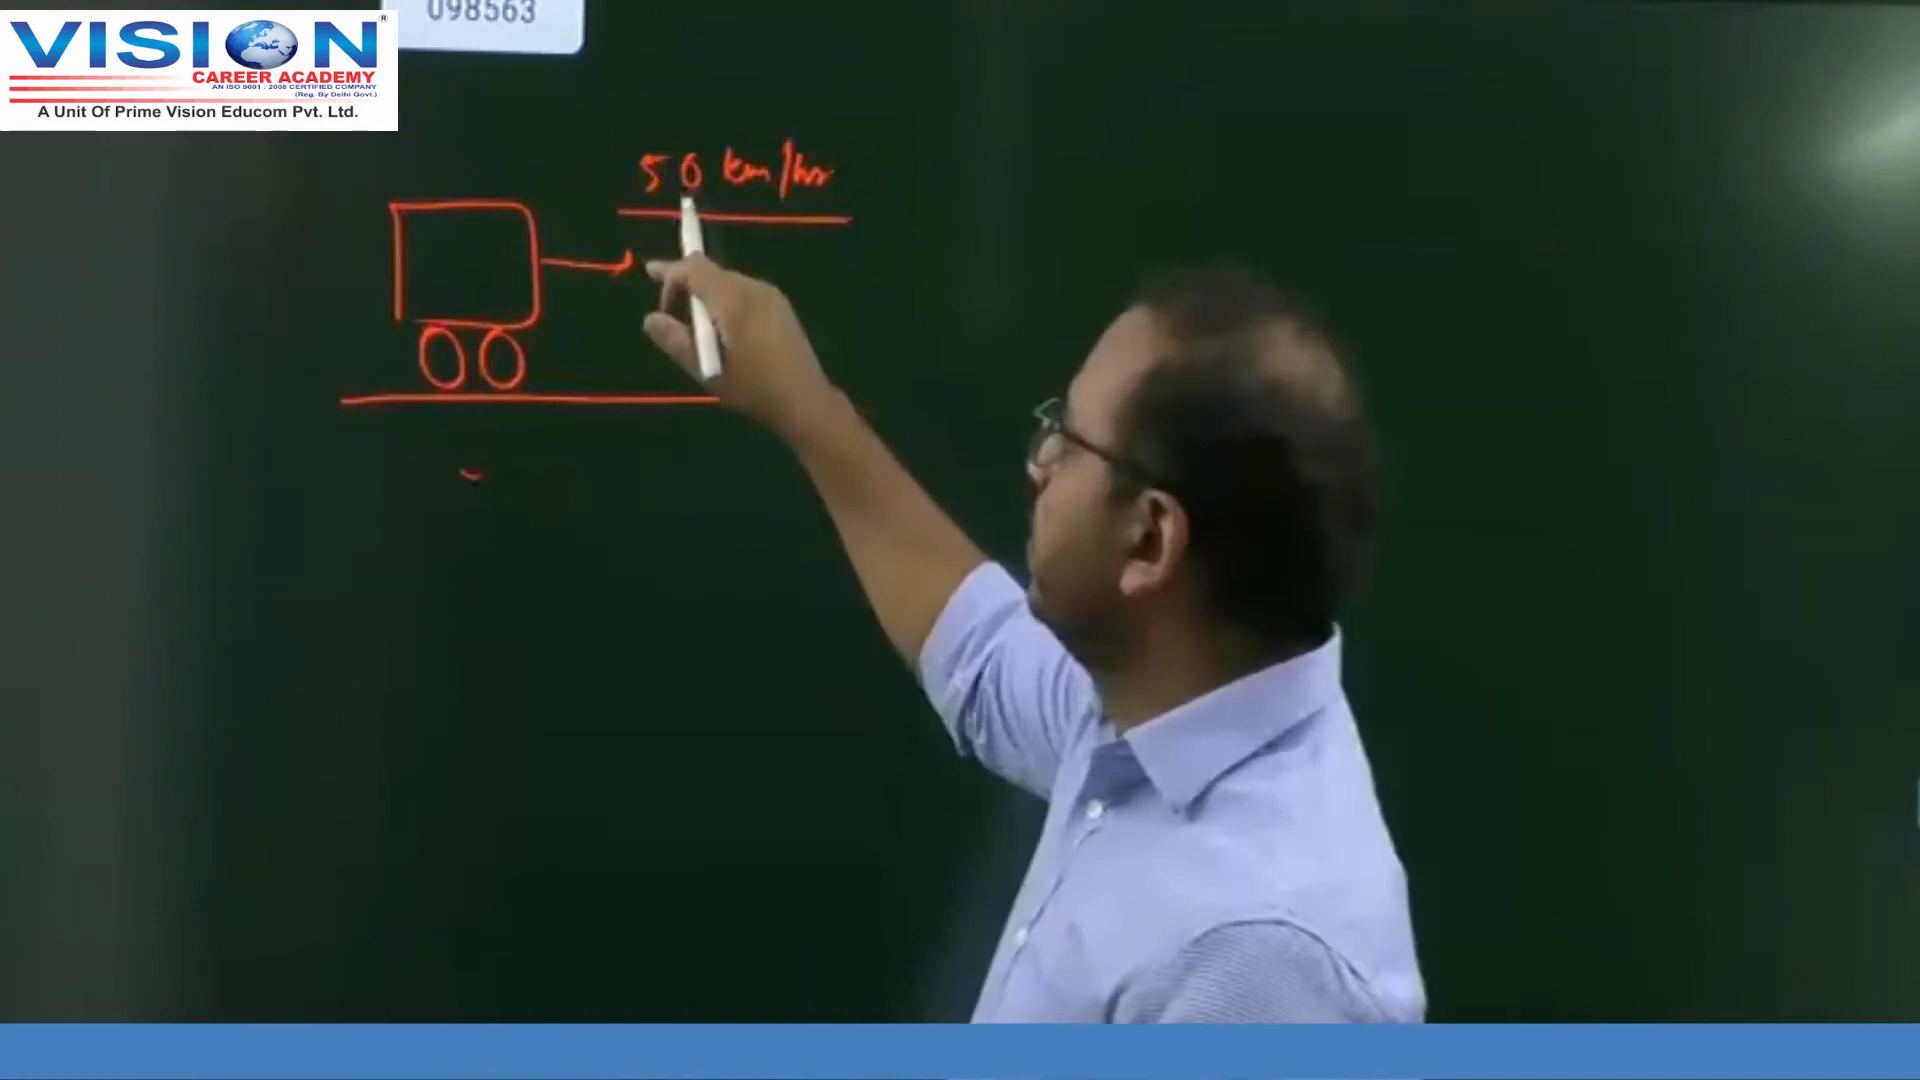 098563
VISION®
CAREER ACADEMY
AN ISO 9001 : 2008 CERTIFIED COMPANY
(Reg. By Delhi Govt.)
A Unit Of Prime Vision Educom Pvt. Ltd.
50 km/hr